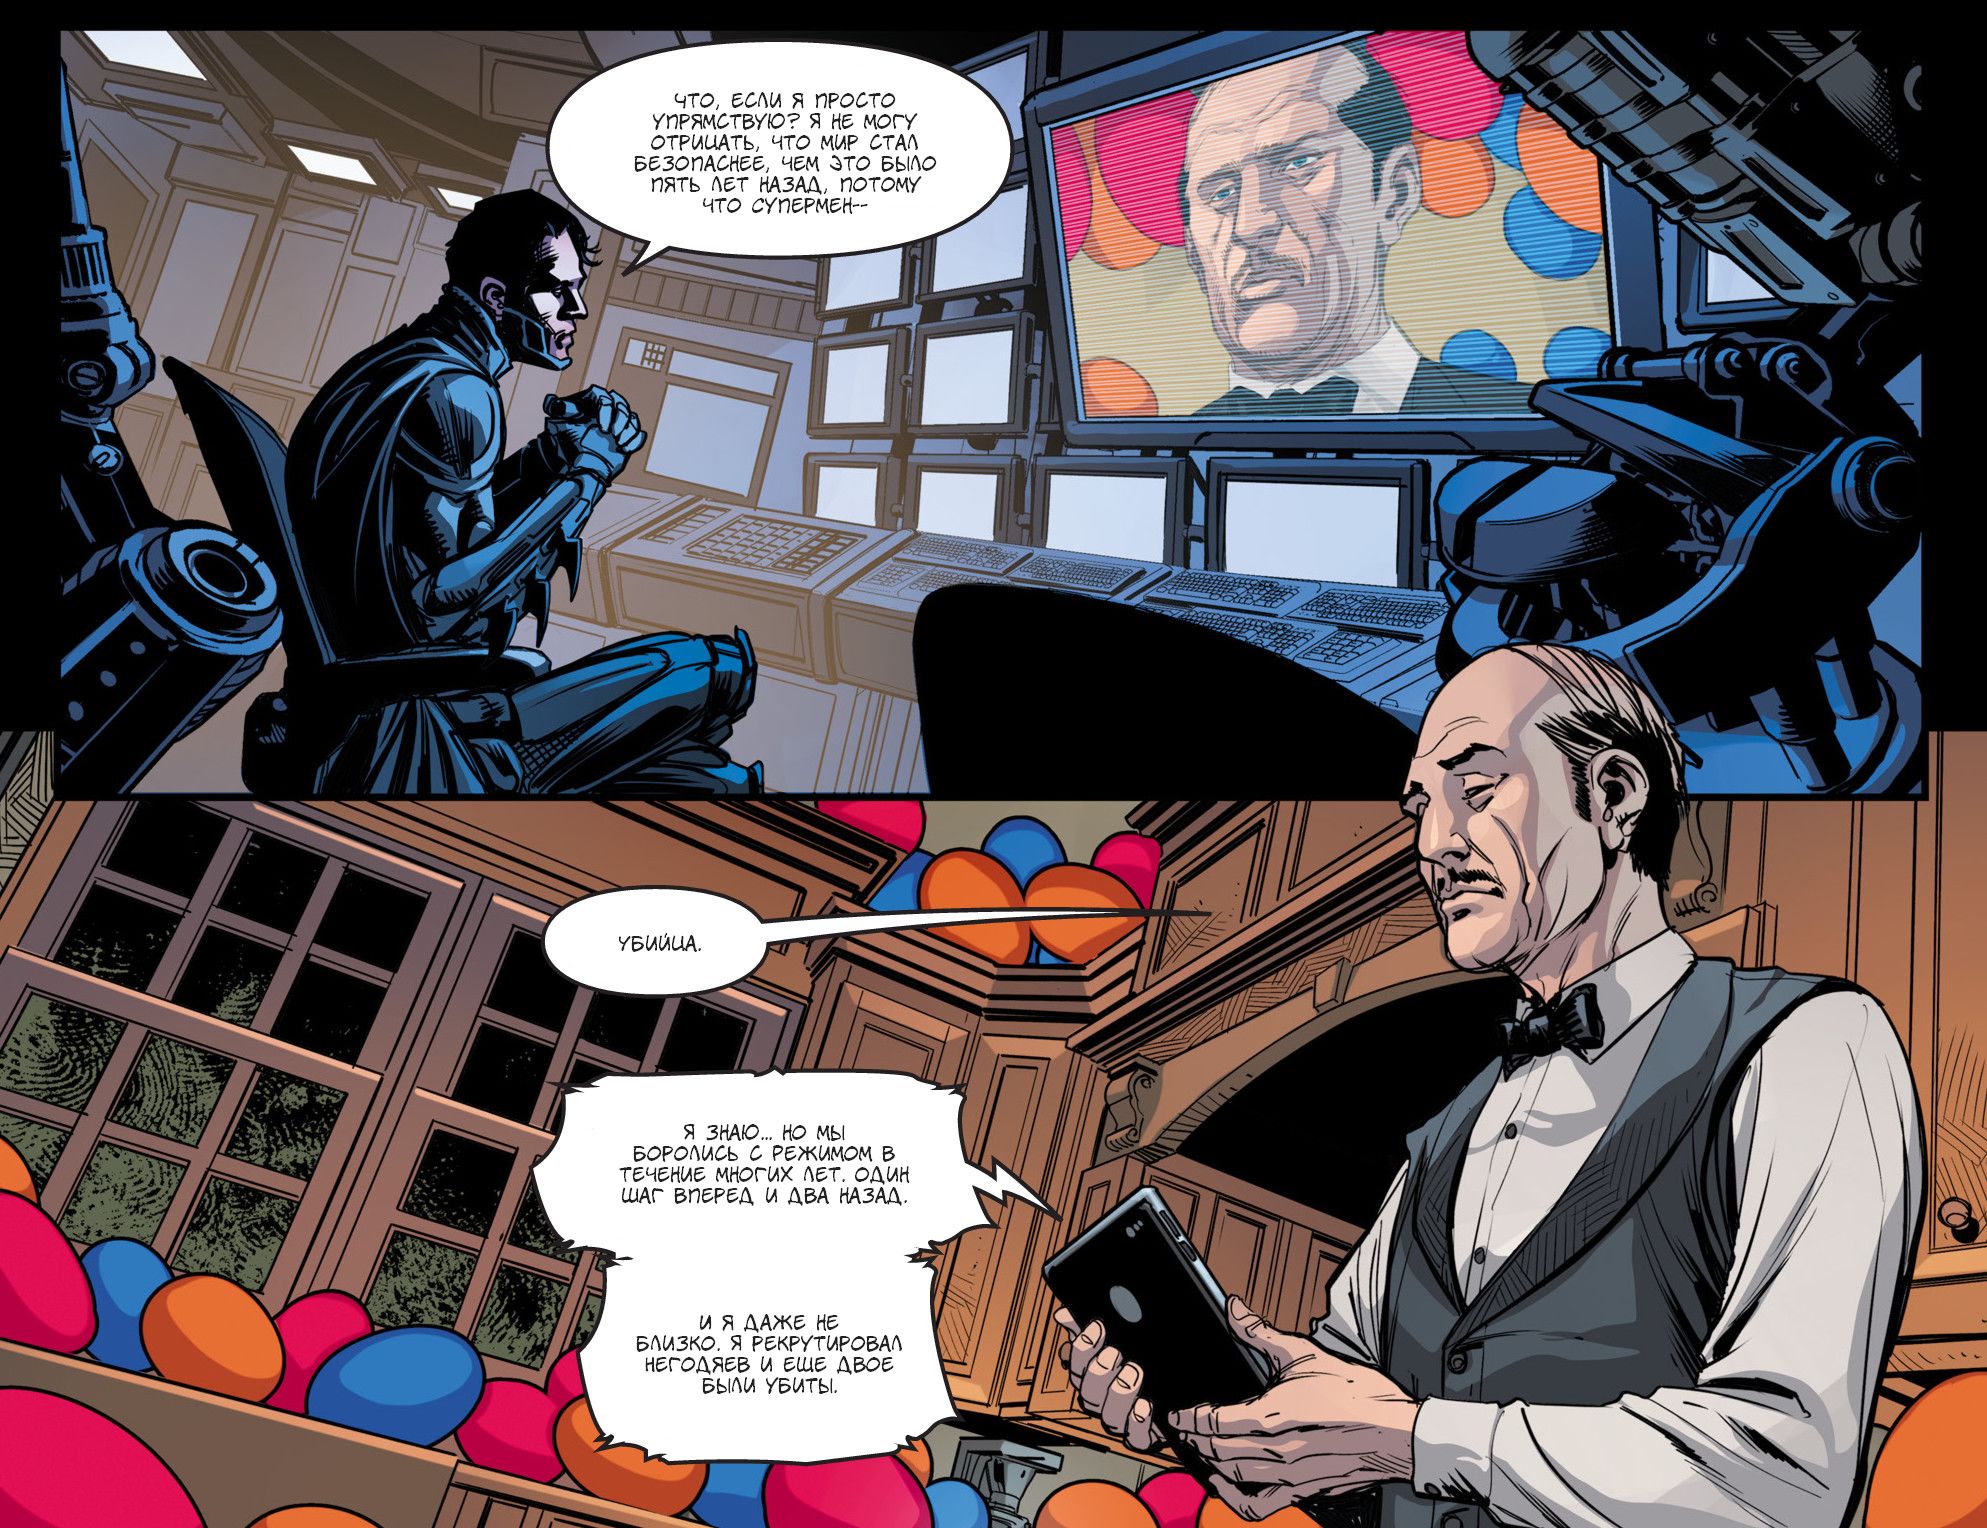 ЧТО, ЕСЛИ Я ПРОСТО
УПРЯМСТВУЮ? Я НЕ МОГУ
ОТРИЦАТЬ, ЧТО МИР СТАЛ
БЕЗОПАСНЕЕ, ЧЕМ ЭТО БЫЛО
ПЯТЬ ЛЕТ НАЗАД, ПОТОМУ
ЧТО СУПЕРМЕН--
УБИЙЦА.
Я ЗНАЮ... НО МЫ
БОРОЛИСЬ С РЕЖИМОМ В
ТЕЧЕНИЕ МНОГИХ ЛЕТ. ОДИН
ШАГ ВПЕРЕД И ДВА НАЗАД.
И Я ДАЖЕ НЕ
БЛИЗКО. Я РЕКРУТИРОВАЛ
НЕГОДЯЕВ И ЕЩЕ ДВОЕ
БЫЛИ УБИТЫ.